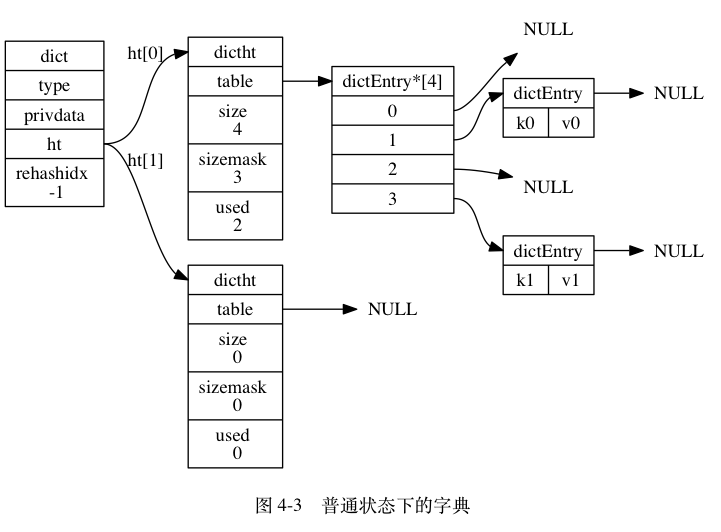 dict
type
privdata
ht
rehashidx
-1
ht[0]
ht[1]
dictht
table
size
4
sizemask
3
used
2
dictht
table
size
0
sizemask
0
used
0
NULL
dictEntry*[4]
0
1
2
3
NULL
dictEntry
k0 v0
NULL
NULL
dictEntry
k1 v1
NULL
图 4-3 普通状态下的字典